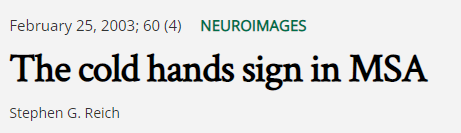 February 25, 2003; 60 (4) NEUROIMAGES
The cold hands sign in MSA
Stephen G. Reich